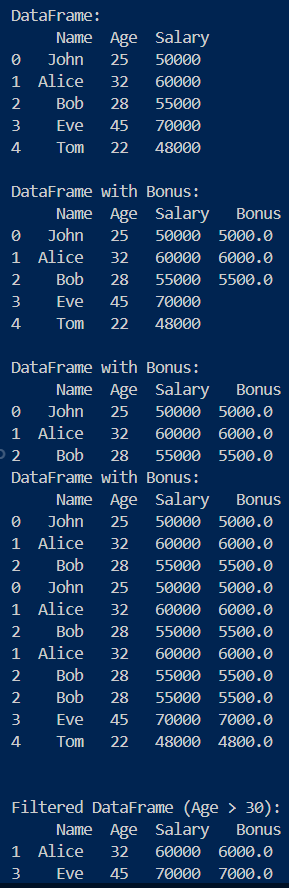 DataFrame:
    Name  Age  Salary
0   John   25   50000
1  Alice   32   60000
2    Bob   28   55000
3    Eve   45   70000
4    Tom   22   48000

DataFrame with Bonus:
    Name  Age  Salary   Bonus
0   John   25   50000  5000.0
1  Alice   32   60000  6000.0
2    Bob   28   55000  5500.0
3    Eve   45   70000
4    Tom   22   48000

DataFrame with Bonus:
    Name  Age  Salary   Bonus
0   John   25   50000  5000.0
1  Alice   32   60000  6000.0
2    Bob   28   55000  5500.0
DataFrame with Bonus:
    Name  Age  Salary   Bonus
0   John   25   50000  5000.0
1  Alice   32   60000  6000.0
2    Bob   28   55000  5500.0
0   John   25   50000  5000.0
1  Alice   32   60000  6000.0
2    Bob   28   55000  5500.0
1  Alice   32   60000  6000.0
2    Bob   28   55000  5500.0
2    Bob   28   55000  5500.0
3    Eve   45   70000  7000.0
4    Tom   22   48000  4800.0


Filtered DataFrame (Age > 30):
    Name  Age  Salary   Bonus
1  Alice   32   60000  6000.0
3    Eve   45   70000  7000.0